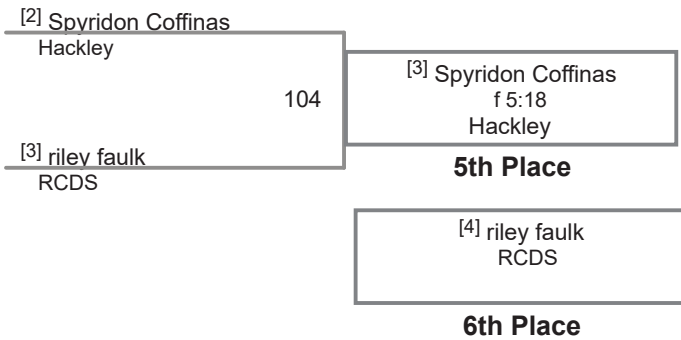 [2] Spyridon Coffinas
Hackley
[3] Spyridon Coffinas
f 5:18
Hackley
104
[3] riley faulk
RCDS
5th Place
[4] riley faulk
RCDS
6th Place